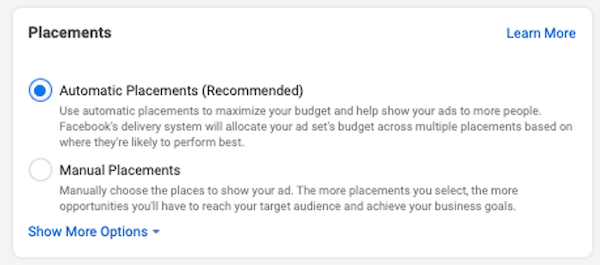 Placements
Learn More
Automatic Placements (Recommended)
Use automatic placements to maximize your budget and help show your ads to more people.
Facebook's delivery system will allocate your ad set's budget across multiple placements based on
where they're likely to perform best.
Manual Placements
Manually choose the places to show your ad. The more placements you select, the more
opportunities you'll have to reach your target audience and achieve your business goals.
Show More Options